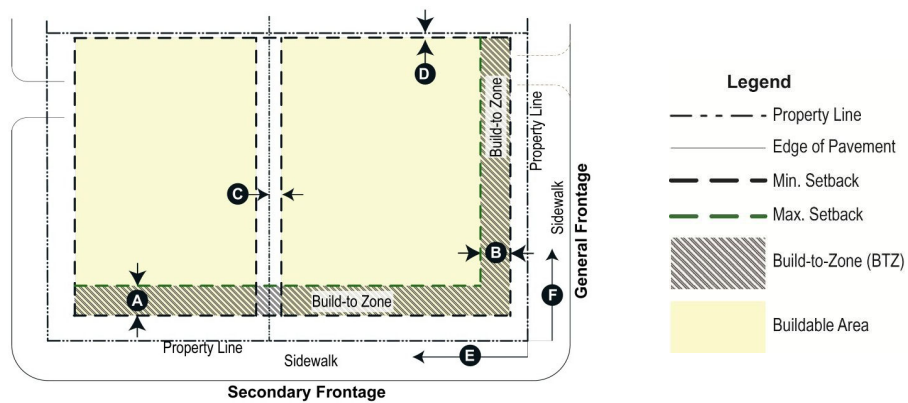 D
Build-to Zone
Property Line
Sidewalk
General Frontage
C
B
A
Build-to Zone
F
Property Line
Sidewalk
E
Secondary Frontage
Legend
Property Line
Edge of Pavement
Min. Setback
Max. Setback
Build-to-Zone (BTZ)
Buildable Area